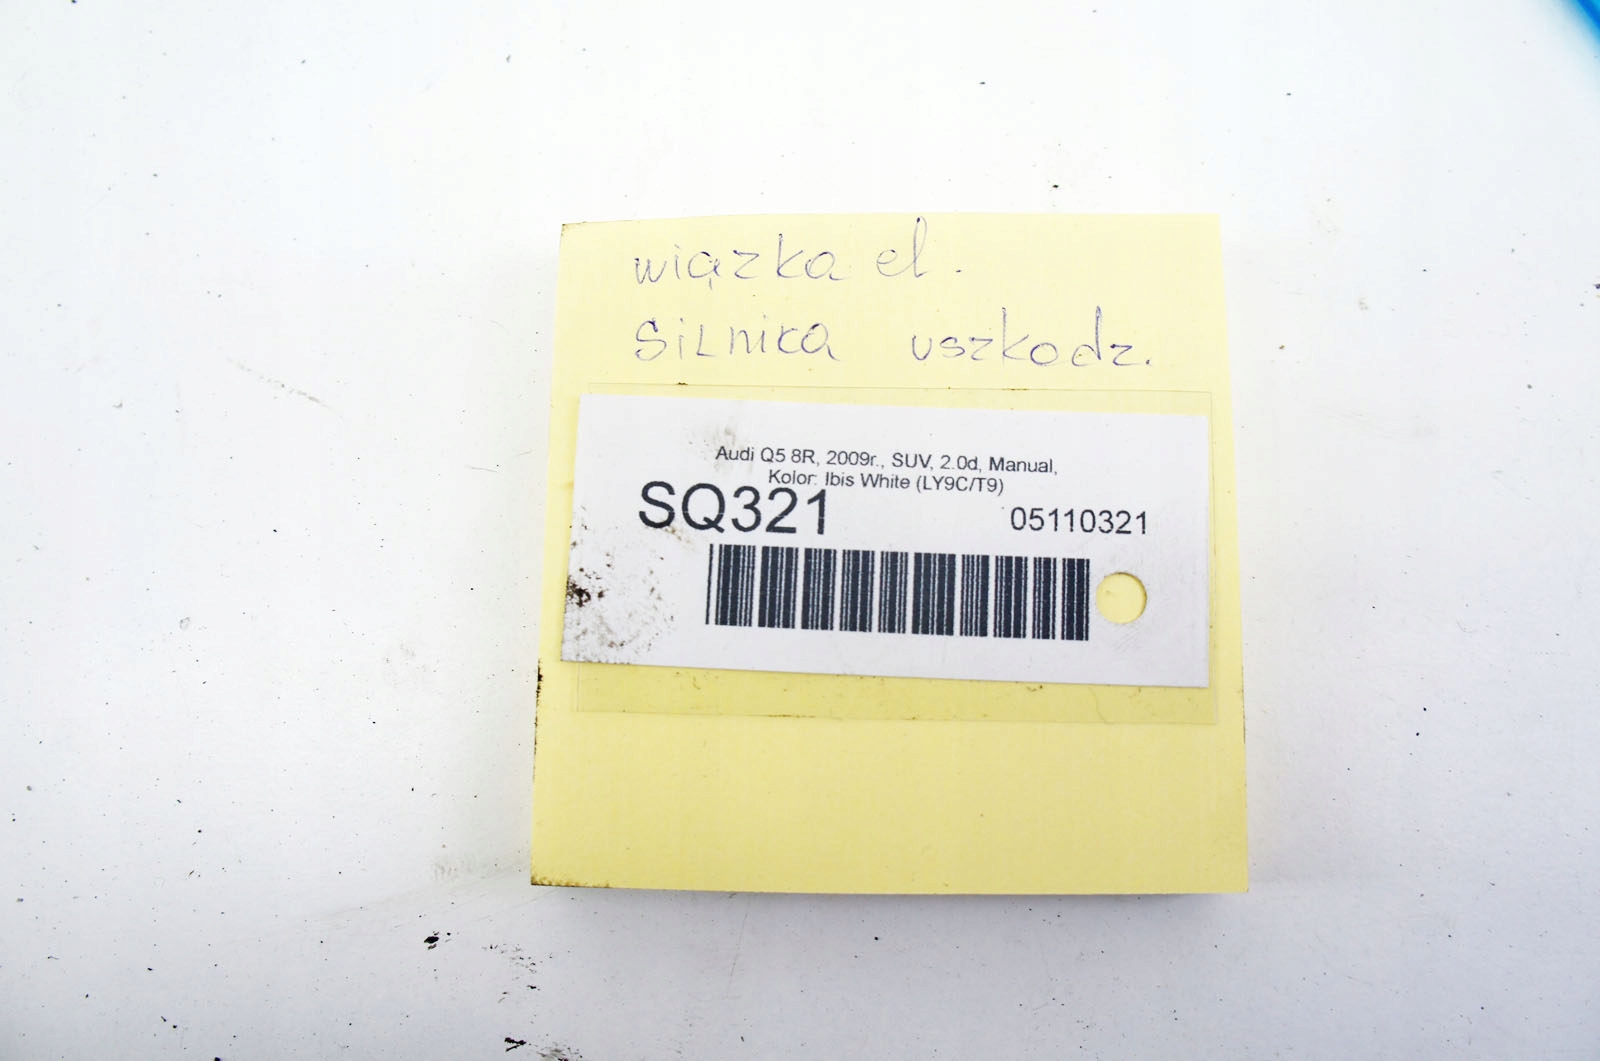 wiązka el.
Silnika uszkodz.
Audi Q5 8R, 2009r., SUV, 2.0d, Manual,
Kolor: Ibis White (LY9C/T9)
SQ321 05110321